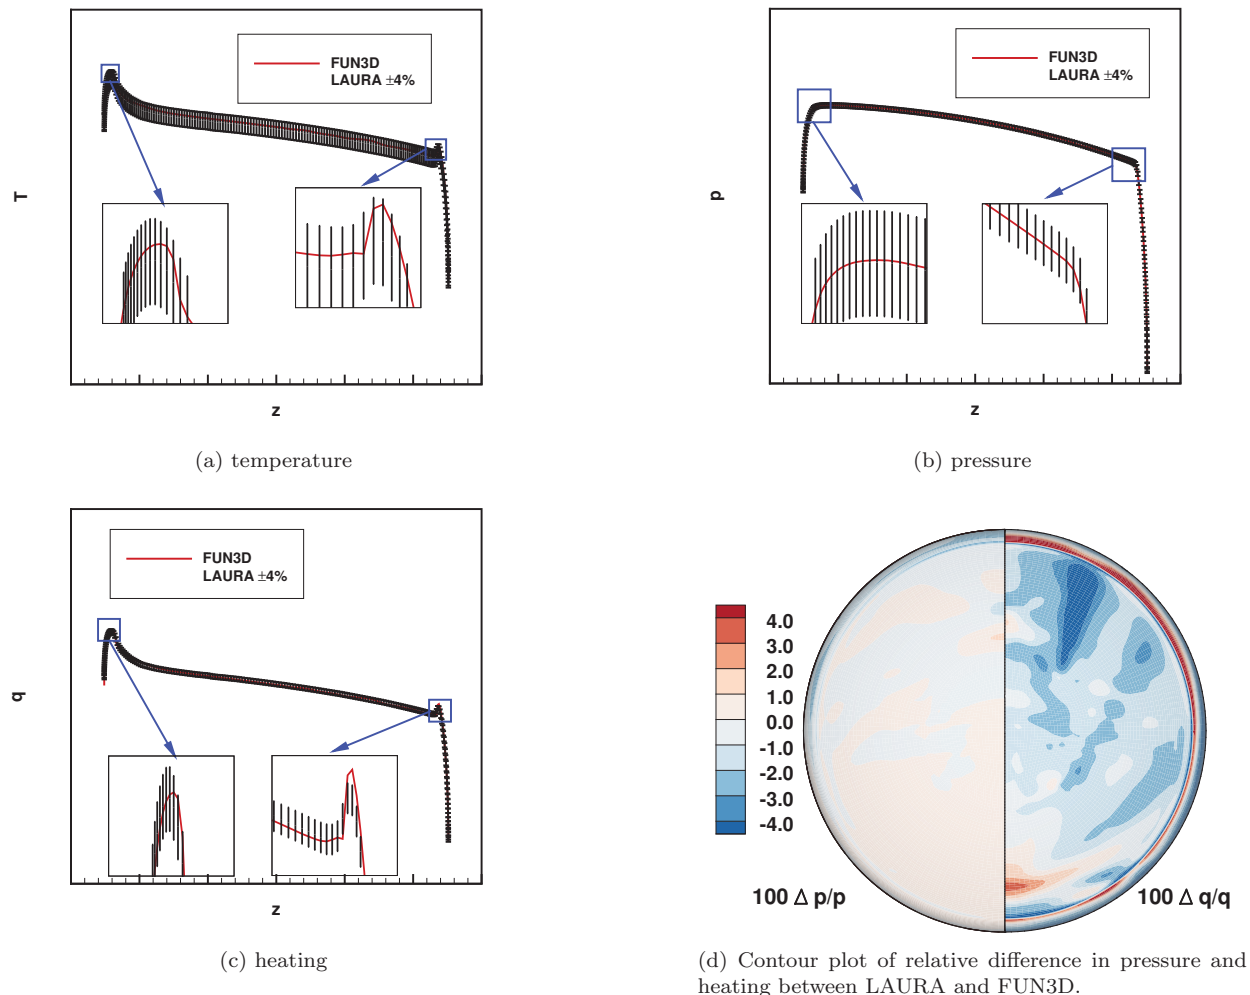 FUN3D
LAURA ±4%
T
z
(a) temperature
FUN3D
LAURA ±4%
p
z
(b) pressure
FUN3D
LAURA ±4%
q
z
(c) heating
4.0
3.0
2.0
1.0
0.0
-1.0
-2.0
-3.0
-4.0
100 Δ p/p
100 Δ q/q
(d) Contour plot of relative difference in pressure and
heating between LAURA and FUN3D.